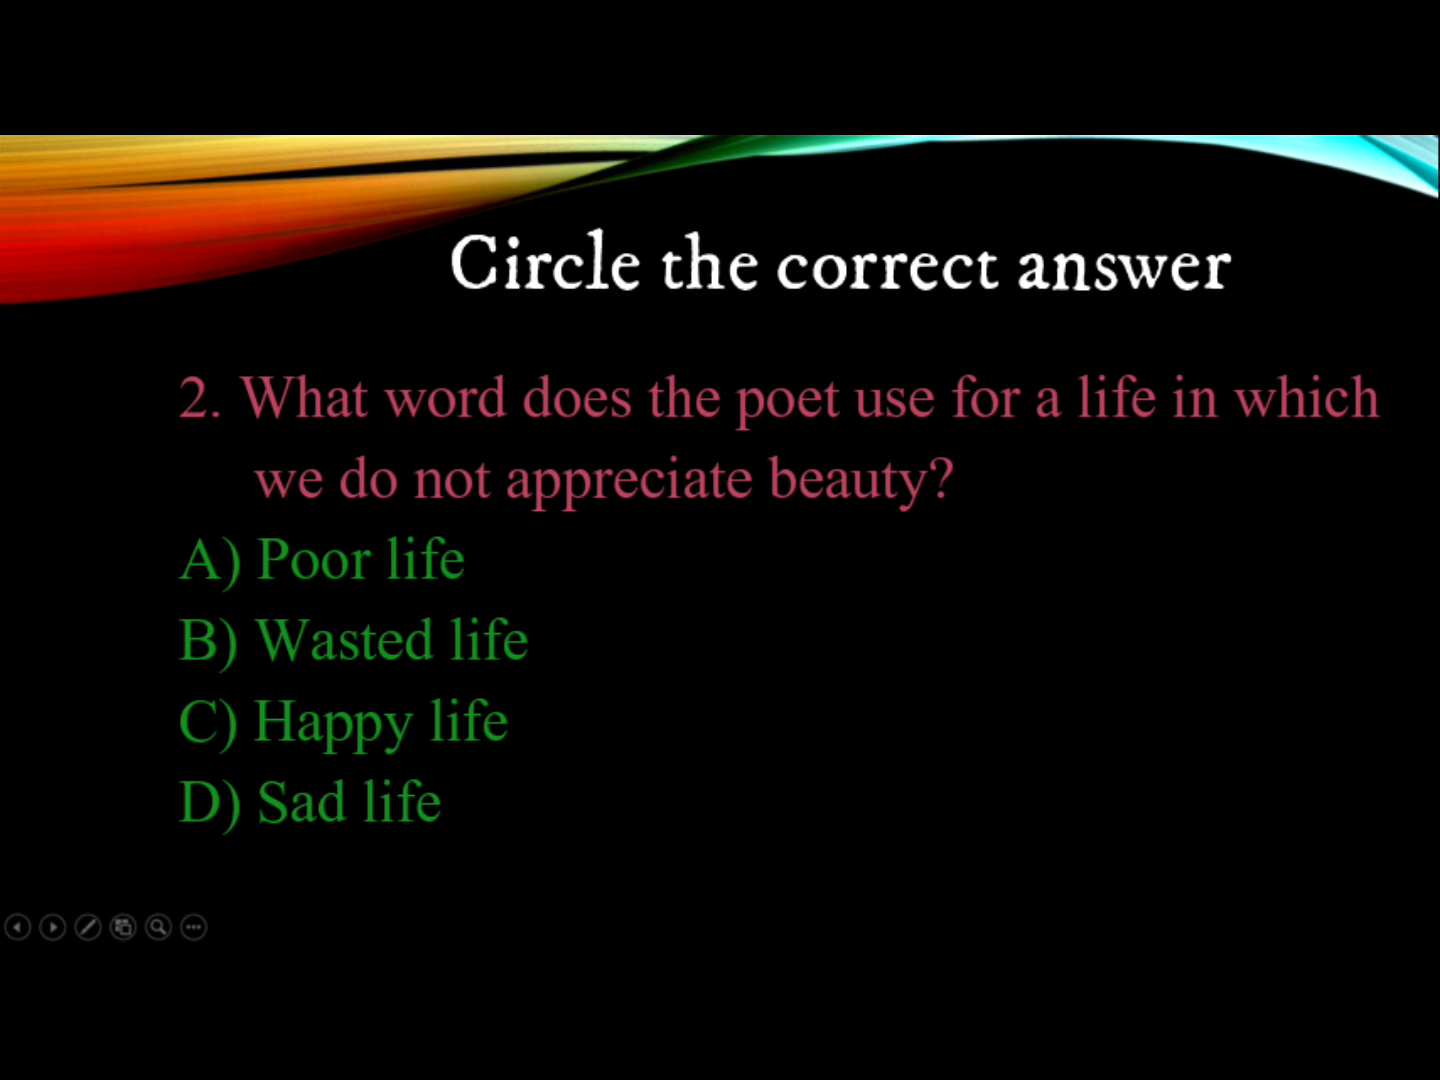 Circle the correct answer
2. What word does the poet use for a life in which
we do not appreciate beauty?
A) Poor life
B) Wasted life
C) Happy life
D) Sad life